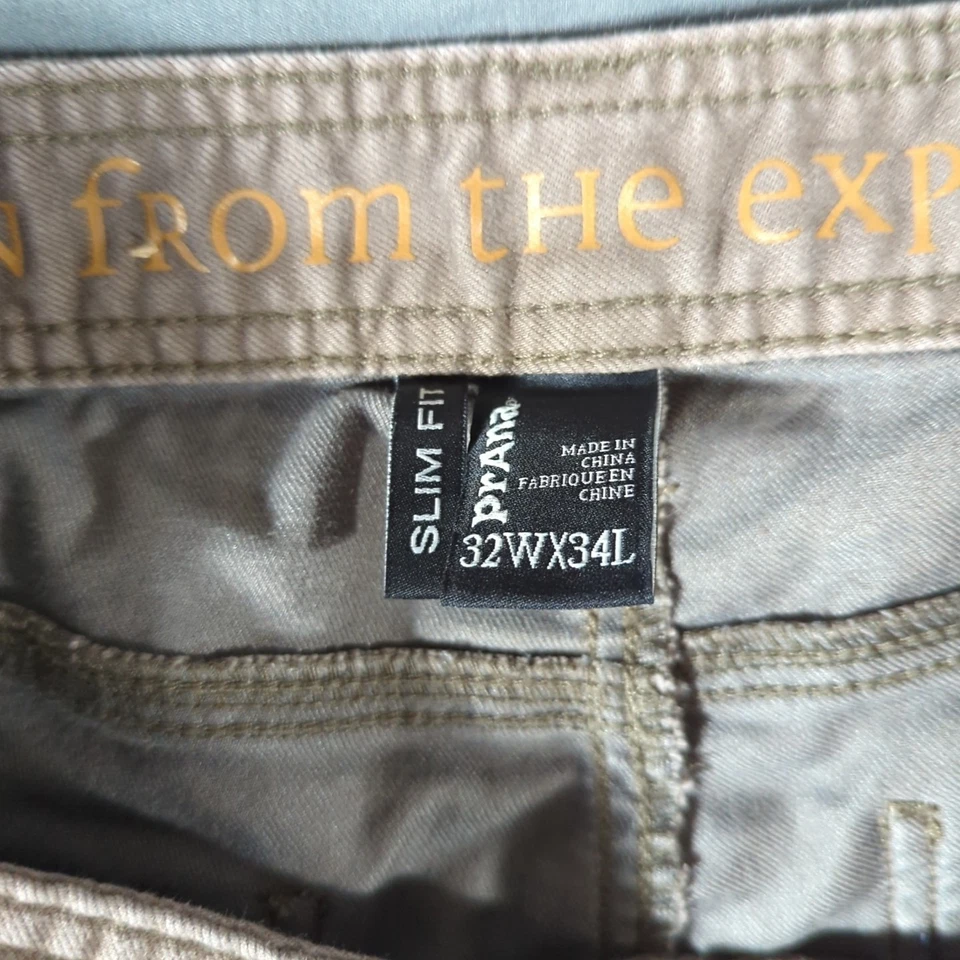 N from the exp
SLIM FIT
prAna
MADE IN
CHINA
FABRIQUE EN
CHINE
32WX34L